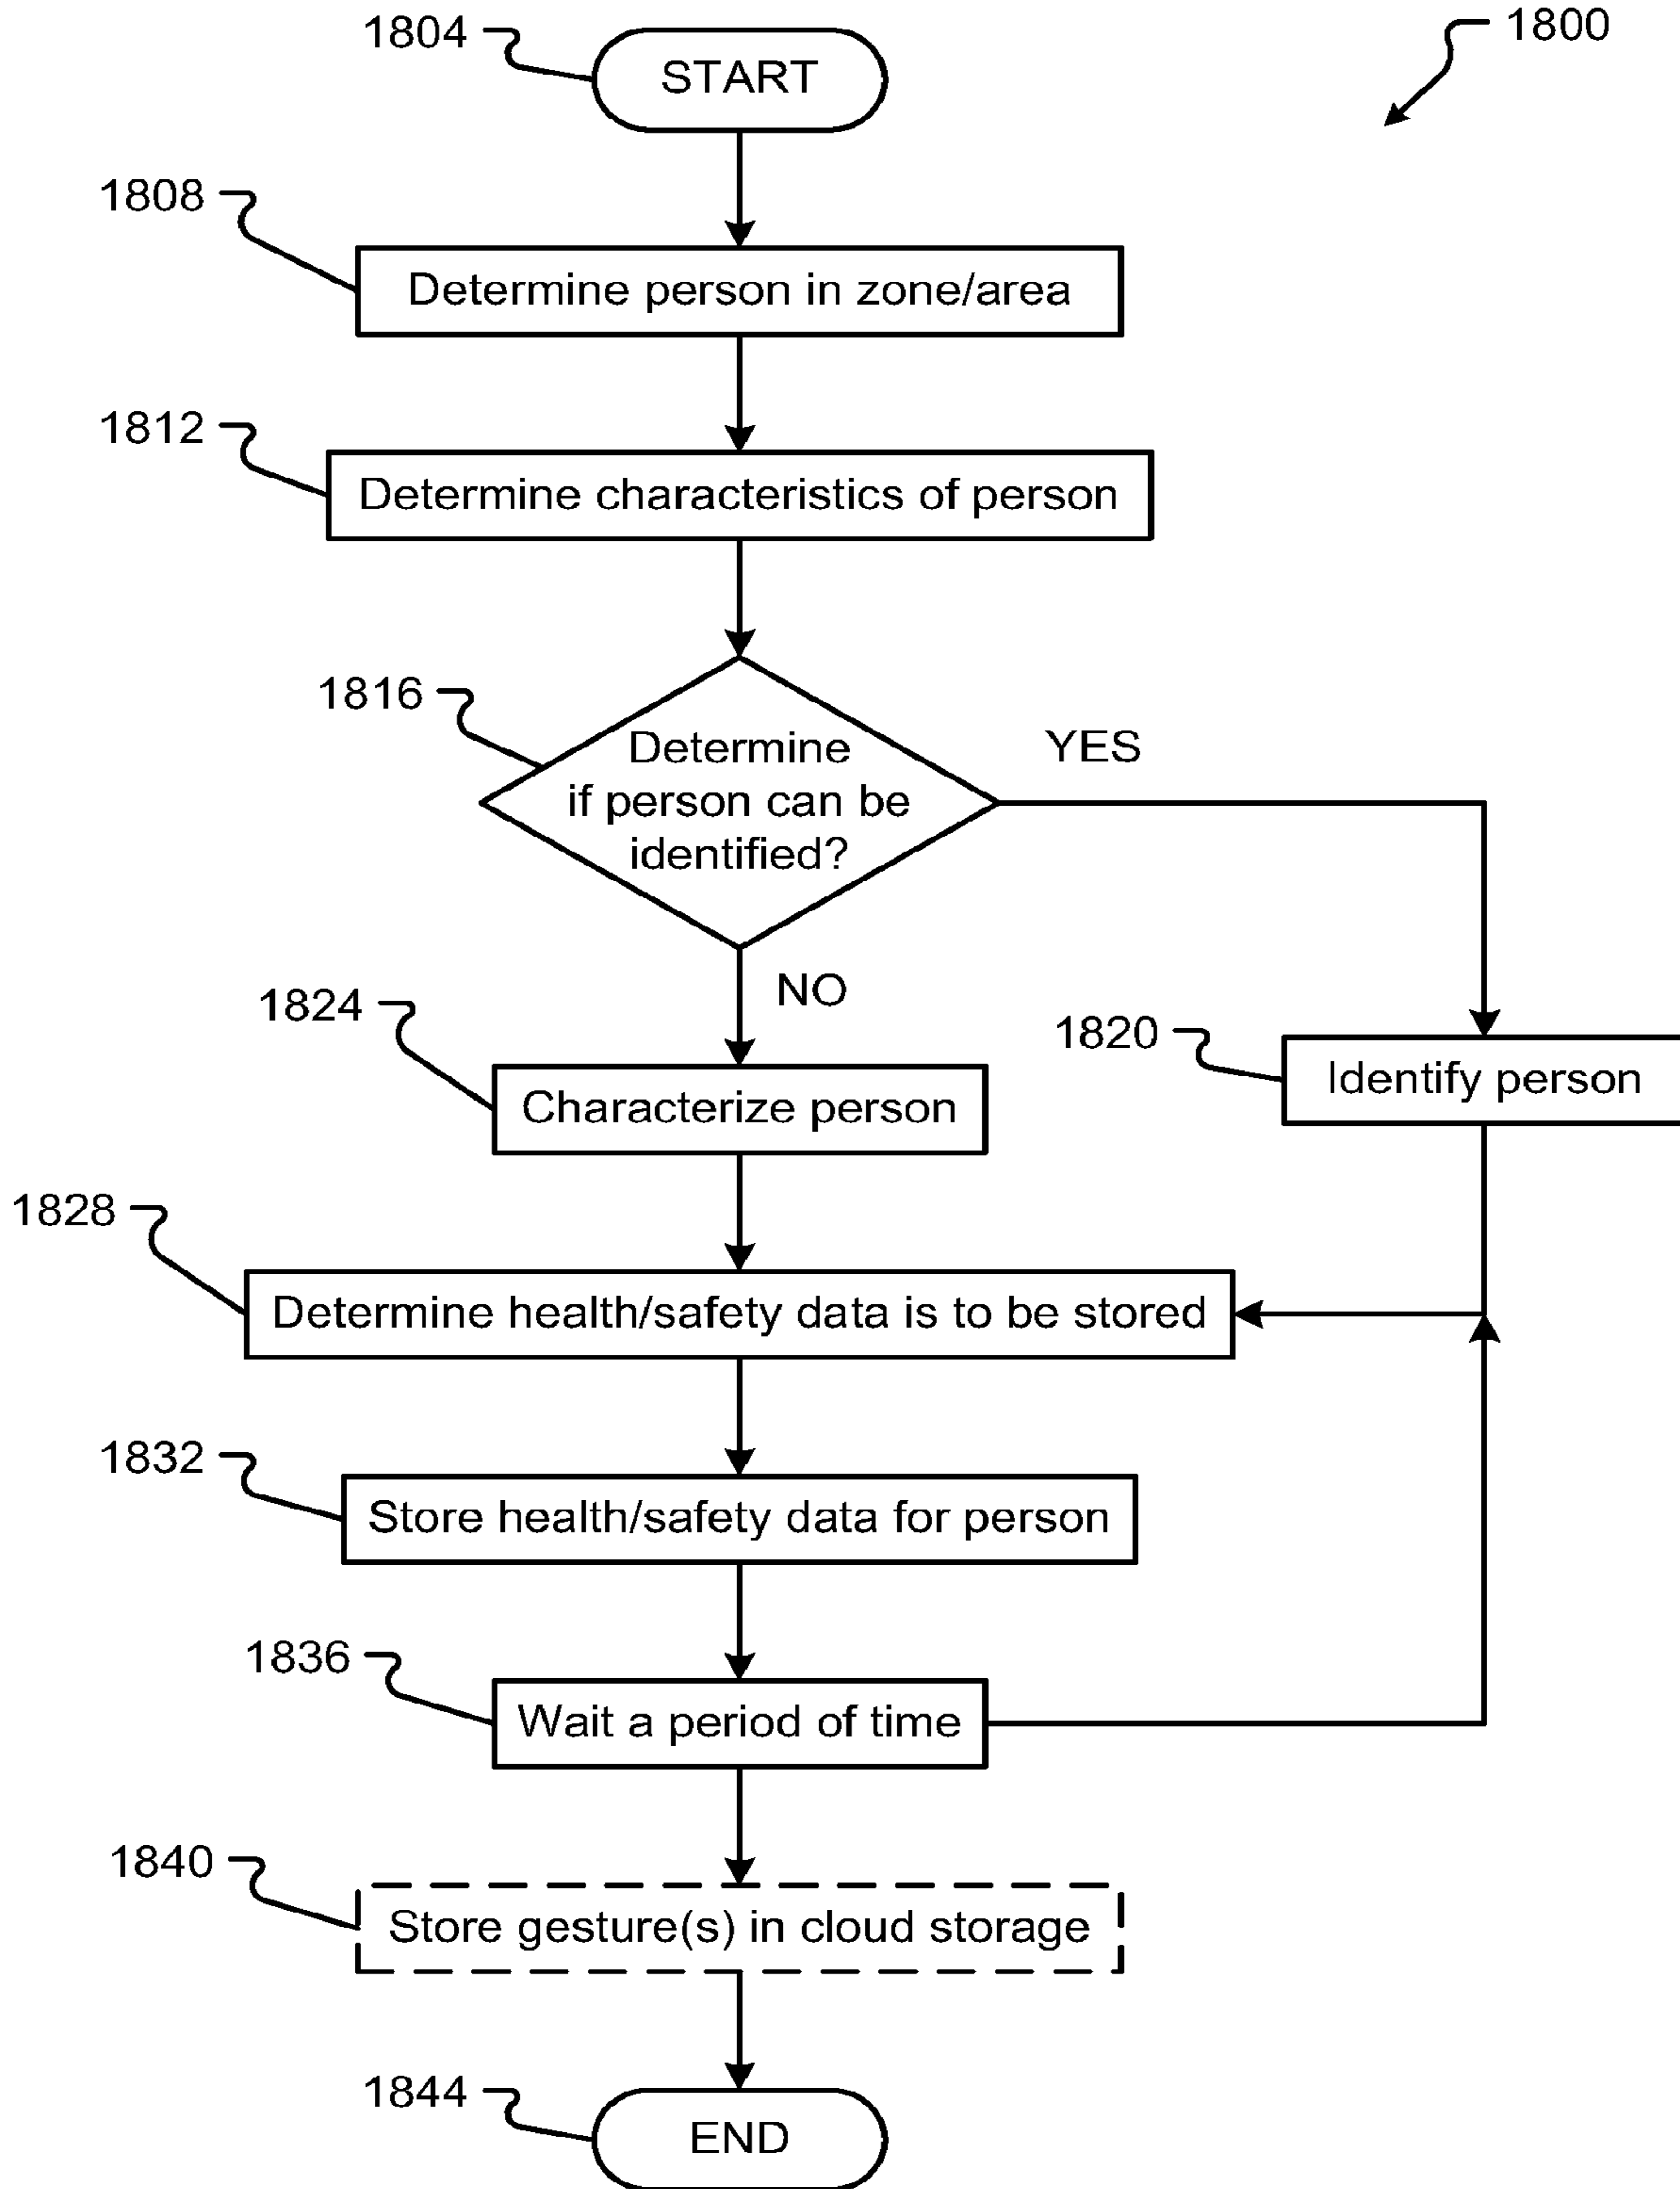 1804
START
1800
1808
Determine person in zone/area
1812
Determine characteristics of person
1816
Determine
if person can be
identified?
YES
NO
1824
Characterize person
1820
Identify person
1828
Determine health/safety data is to be stored
1832
Store health/safety data for person
1836
Wait a period of time
1840
Store gesture(s) in cloud storage
1844
END